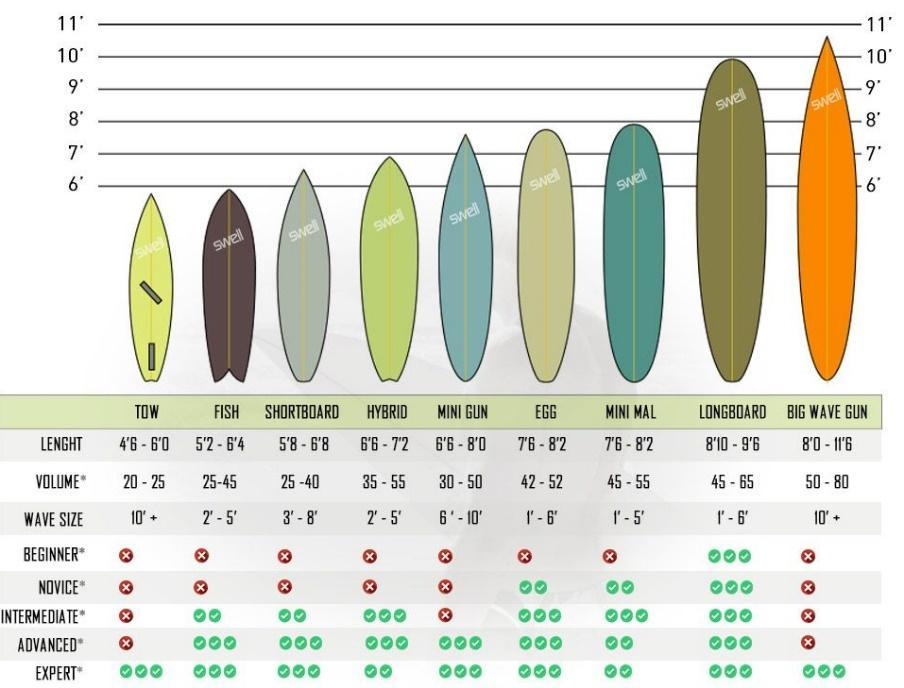 11' 11'
10' 10'
9' 9'
8' 8'
7' 7'
6' 6'
swell swell swell swell swell swell swell swell swell
TOW FISH SHORTBOARD HYBRID MINI GUN EGG MINI MAL LONGBOARD BIG WAVE GUN
LENGHT 4'6 - 6'0 5'2 - 6'4 5'8 - 6'8 6'6 - 7'2 6'6 - 8'0 7'6 - 8'2 7'6 - 8'2 8'10 - 9'6 8'0 - 11'6
VOLUME* 20 - 25 25-45 25 -40 35 - 55 30 - 50 42 - 52 45 - 55 45 - 65 50 - 80
WAVE SIZE 10' + 2' - 5' 3' - 8' 2' - 5' 6 ' - 10' 1' - 6' 1' - 5' 1' - 6' 10' +
BEGINNER*
NOVICE*
INTERMEDIATE*
ADVANCED*
EXPERT*